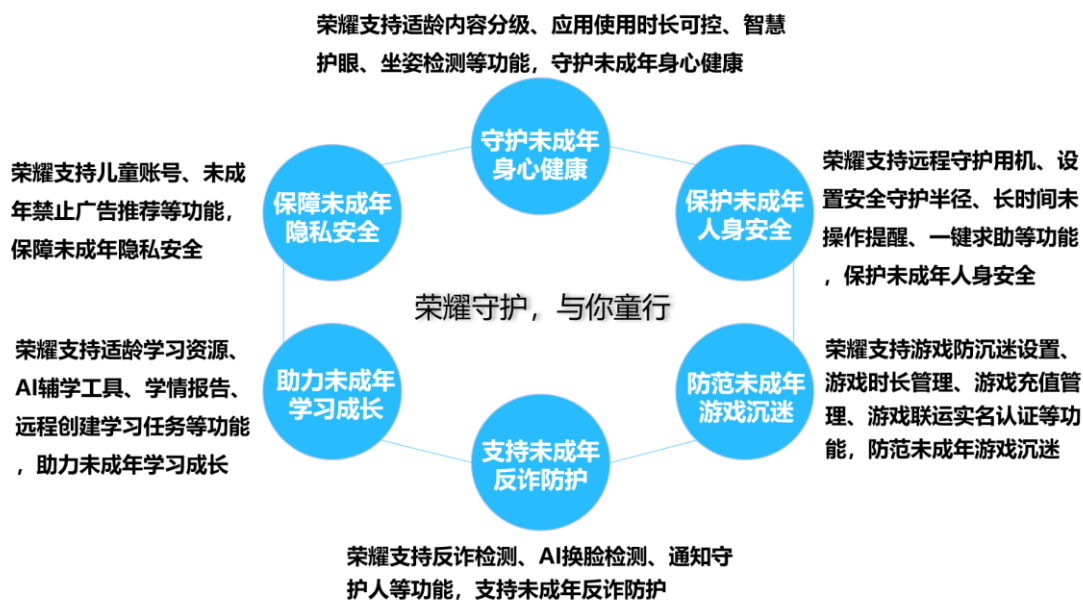 荣耀支持适龄内容分级、应用使用时长可控、智慧
护眼、坐姿检测等功能，守护未成年身心健康
守护未成年
身心健康
保护未成年
人身安全
荣耀支持远程守护用机、设
置安全守护半径、长时间未
操作提醒、一键求助等功能
，保护未成年人身安全
防范未成年
游戏沉迷
荣耀支持游戏防沉迷设置、
游戏时长管理、游戏充值管
理、游戏联运实名认证等功
能，防范未成年游戏沉迷
支持未成年
反诈防护
荣耀支持反诈检测、AI换脸检测、通知守
护人等功能，支持未成年反诈防护
助力未成年
学习成长
荣耀支持适龄学习资源、
AI辅学工具、学情报告、
远程创建学习任务等功能
，助力未成年学习成长
保障未成年
隐私安全
荣耀支持儿童账号、未成
年禁止广告推荐等功能，
保障未成年隐私安全
荣耀守护，与你童行